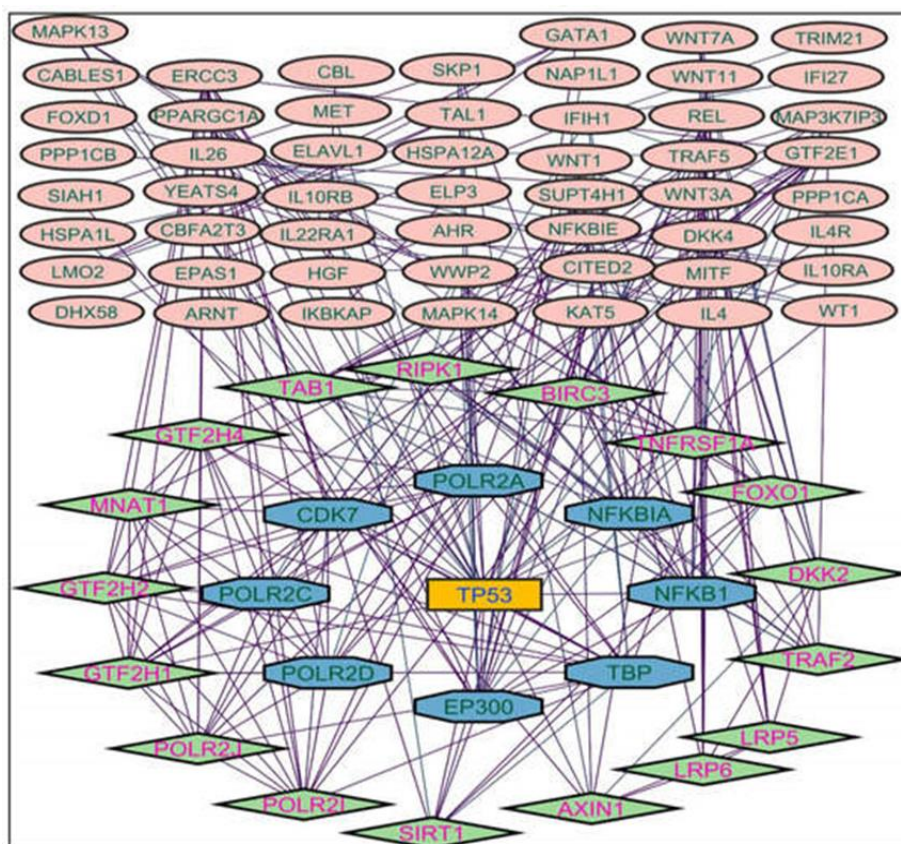 MAPK13
GATA1
WNT7A
TRIM21
CABLES1
ERCC3
CBL
SKP1
NAP1L1
WNT11
IFI27
FOXD1
PPARGC1A
MET
TAL1
IFIH1
REL
MAP3K7IP3
PPP1CB
IL26
ELAVL1
HSPA12A
WNT1
TRAF5
GTF2E1
SIAH1
YEATS4
IL10RB
ELP3
SUPT4H1
WNT3A
PPP1CA
HSPA1L
CBFA2T3
IL22RA1
AHR
NFKBIE
DKK4
IL4R
LMO2
EPAS1
HGF
WWP2
CITED2
MITF
IL10RA
DHX58
ARNT
IKBKAP
MAPK14
KAT5
IL4
WT1
TAB1
RIPK1
BIRC3
GTF2H4
TNFRSF1A
MNAT1
CDK7
POLR2A
NFKBIA
FOXO1
GTF2H2
POLR2C
TP53
NFKB1
DKK2
GTF2H1
POLR2D
EP300
TBP
TRAF2
POLR2J
LRP5
LRP6
POLR2I
AXIN1
SIRT1